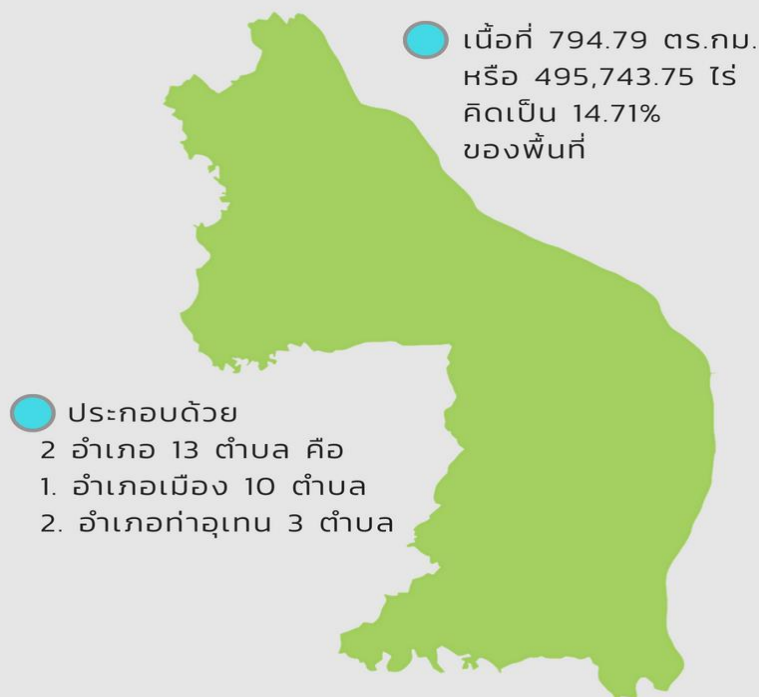 เนื้อที่ 794.79 ตร.กม.
หรือ 495,743.75 ไร่
คิดเป็น 14.71%
ของพื้นที่
ประกอบด้วย
2 อำเภอ 13 ตำบล คือ
1. อำเภอเมือง 10 ตำบล
2. อำเภอท่าอุเทน 3 ตำบล